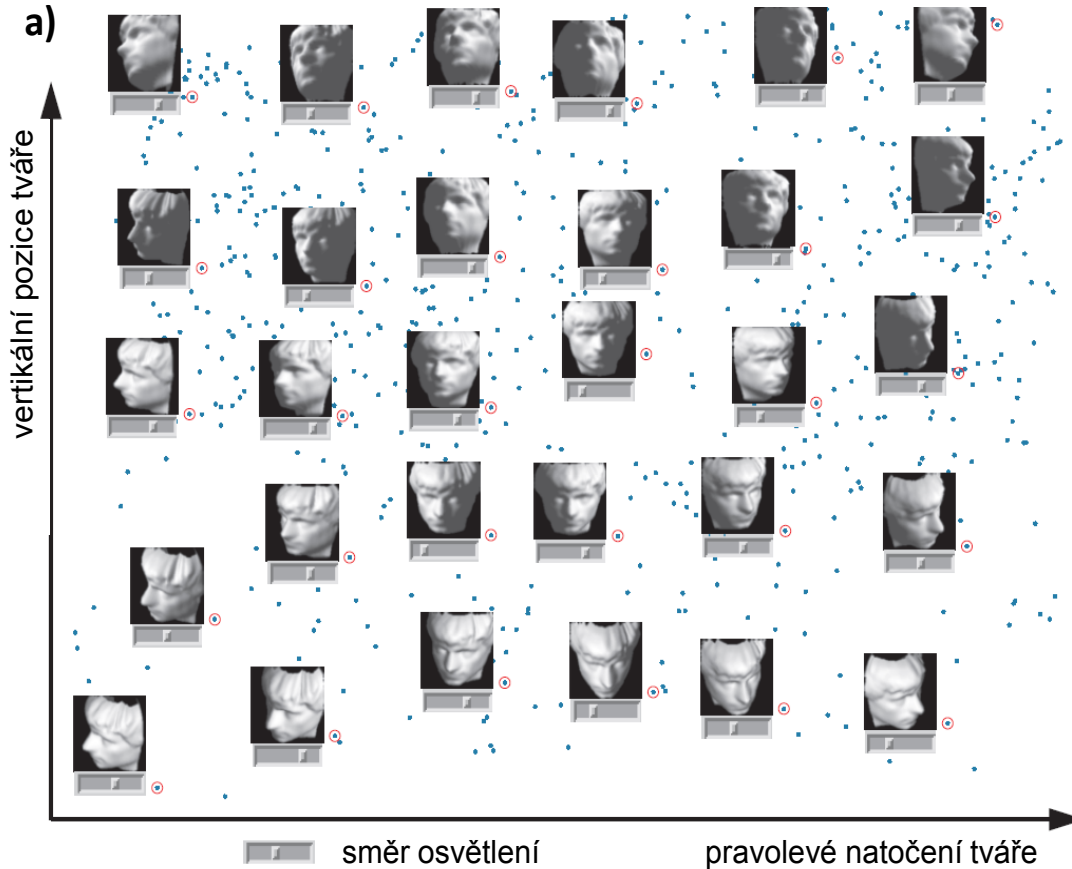 a)
vertikální pozice tváře
směr osvětlení
pravolevé natočení tváře